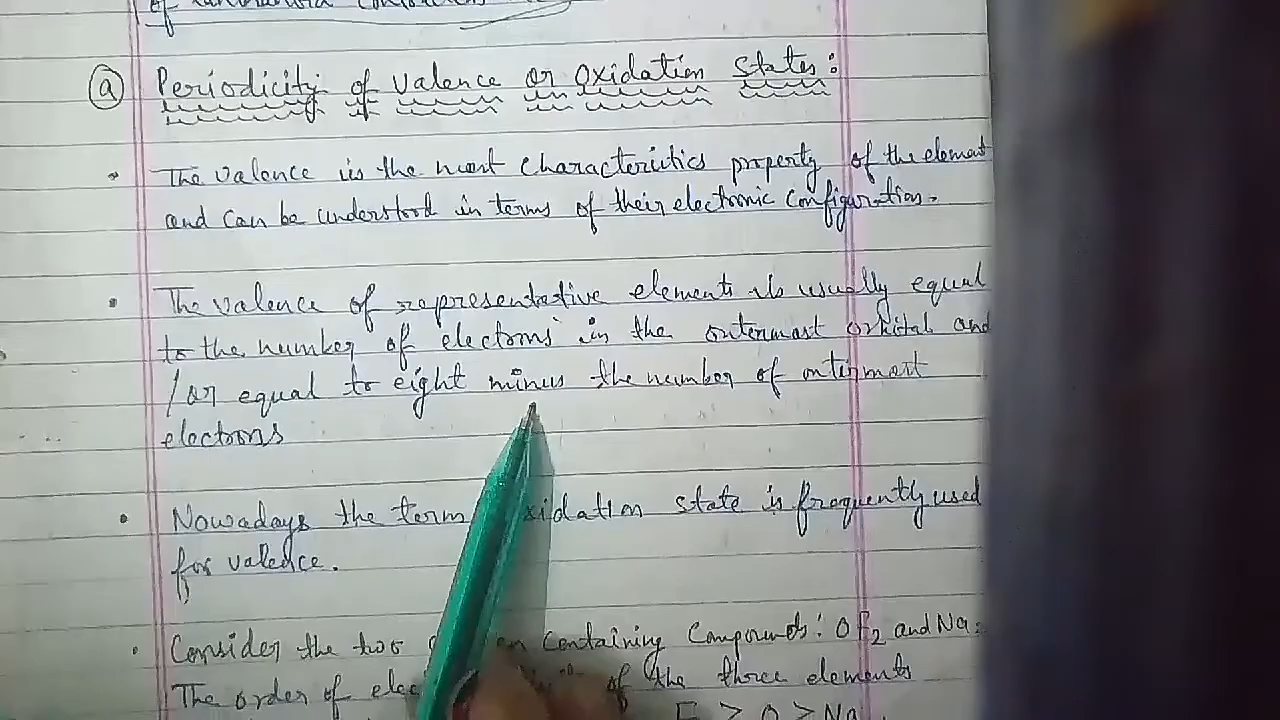 of
ⓐ Periodicity of valence or oxidation states:
The valence is the most characteristics property of the element
and can be understood in terms of their electronic configuration.
The valence of representative elements is usually equal
to the number of electrons in the outermost orbital and
/or equal to eight minus the number of outermost
electrons
Nowadays the term oxidation state is frequently used
for valence.
Consider the two containing compounds: OF2 and Na
The order of of the three elements
F > O > Na.